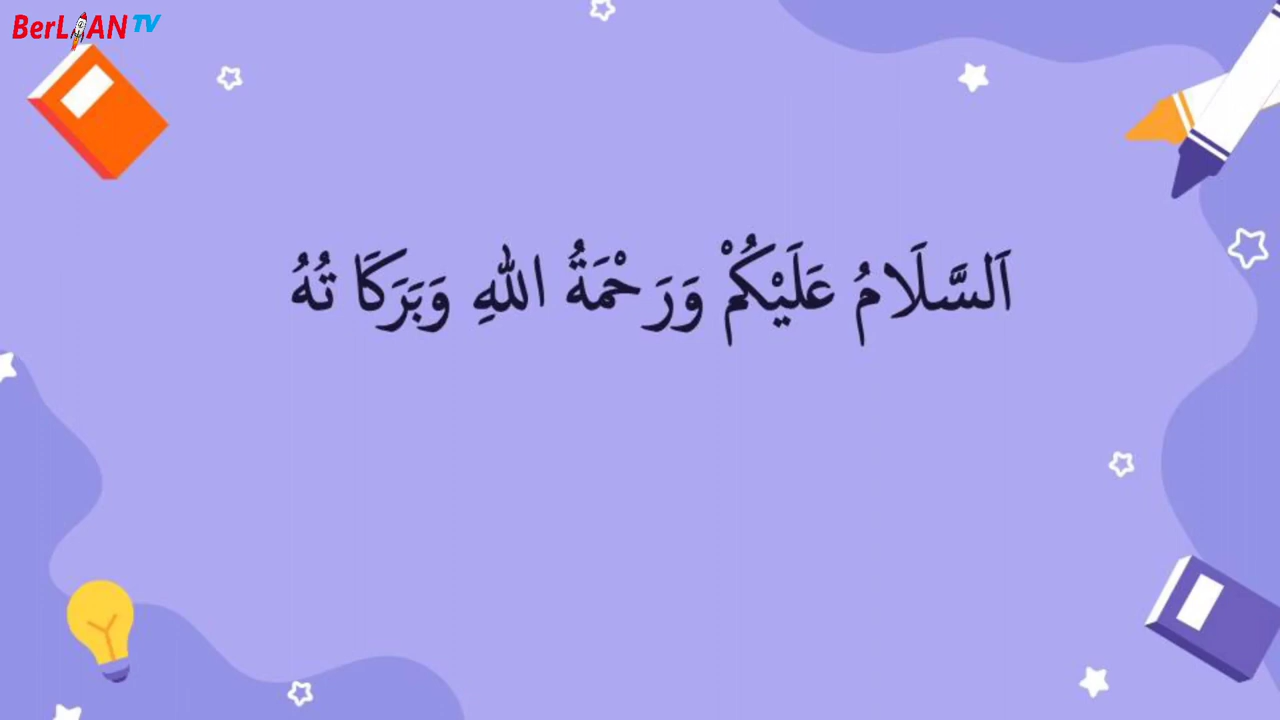 BerLIAN TV
اَلسَّلَامُ عَلَيْكُمْ وَرَحْمَةُ اللهِ وَبَرَكَا تُهُ